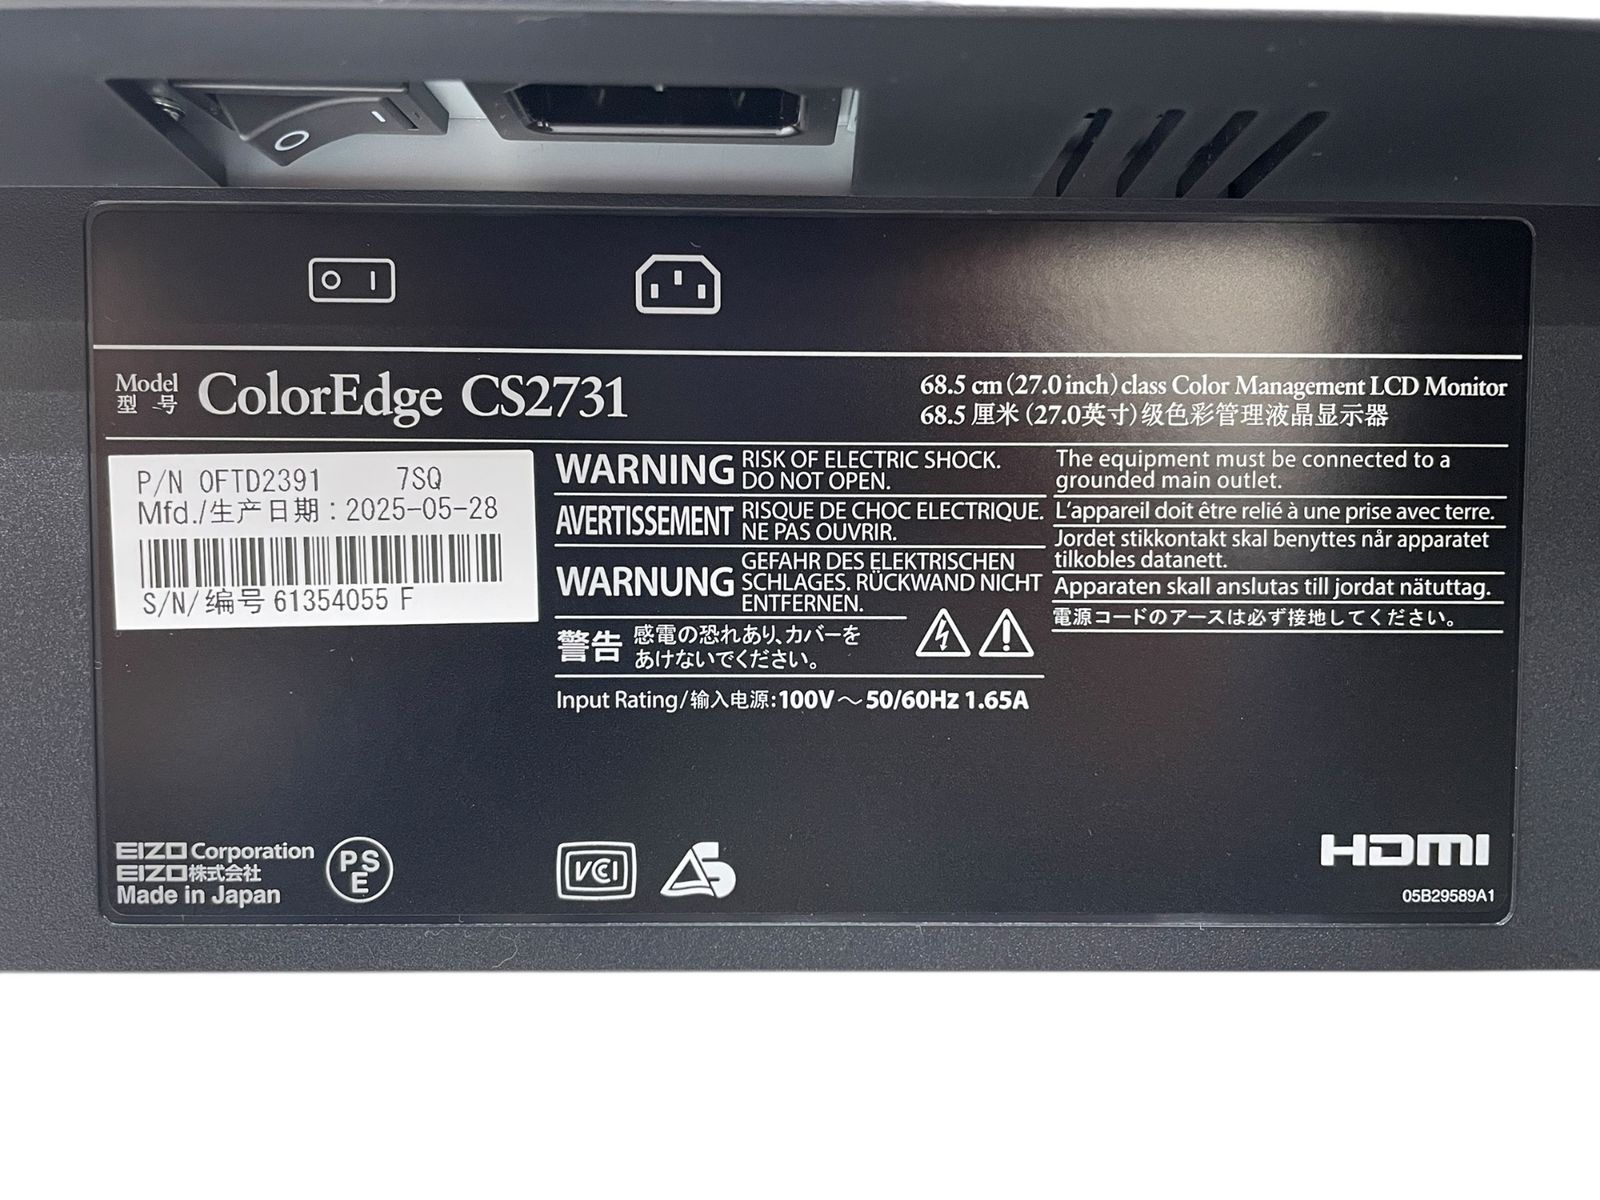 Model
型 号
ColorEdge CS2731
68.5 cm (27.0 inch) class Color Management LCD Monitor
68.5 厘米 (27.0英寸) 级色彩管理液晶显示器
P/N 0FTD2391 7SQ
Mfd./生产日期 : 2025-05-28
S/N/编号 61354055 F
WARNING RISK OF ELECTRIC SHOCK.
DO NOT OPEN.
AVERTISSEMENT RISQUE DE CHOC ELECTRIQUE.
NE PAS OUVRIR.
WARNUNG GEFAHR DES ELEKTRISCHEN
SCHLAGES. RÜCKWAND NICHT
ENTFERNEN.
警告 感電の恐れあり、カバーを
あけないでください。
Input Rating/输入电源:100V～50/60Hz 1.65A
The equipment must be connected to a
grounded main outlet.
L'appareil doit être relié à une prise avec terre.
Jordet stikkontakt skal benyttes når apparatet
tilkobles datanett.
Apparaten skall anslutas till jordat nätuttag.
電源コードのアースは必ず接地してください。
EIZO Corporation
EIZO株式会社
Made in Japan
PS
E
VCI
HDMI
05B29589A1